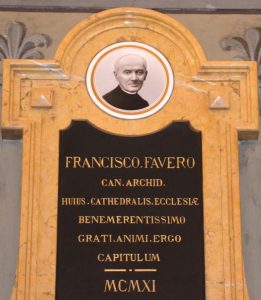 FRANCISCO.FAVERO
CAN.ARCHID.
HUIUS.CATHEDRALIS.ECCLESIÆ
BENEMERENTISSIMO
GRATI.ANIMI.ERGO
CAPITULUM
MCMXI